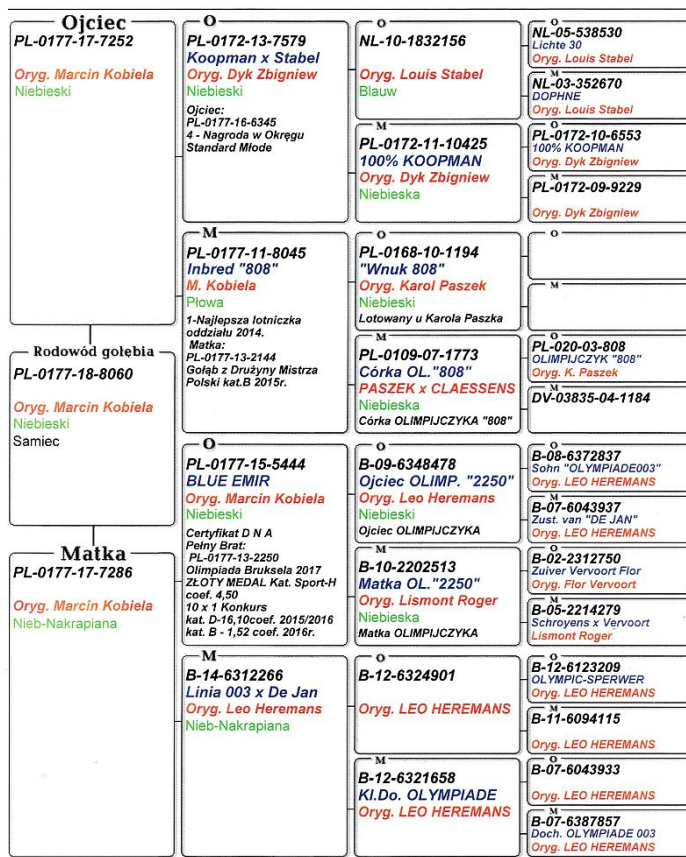 Ojciec
PL-0177-17-7252
Oryg. Marcin Kobiela
Niebieski
Rodowód gołębia
PL-0177-18-8060
Oryg. Marcin Kobiela
Niebieski
Samiec
Matka
PL-0177-17-7286
Oryg. Marcin Kobiela
Nieb-Nakrapiana
O
PL-0172-13-7579
Koopman x Stabel
Oryg. Dyk Zbigniew
Niebieski
Ojciec:
PL-0177-16-6345
4 - Nagroda w Okręgu
Standard Młode
M
PL-0177-11-8045
Inbred "808"
M. Kobiela
Płowa
1-Najlepsza lotniczka
oddziału 2014.
Matka:
PL-0177-13-2144
Gołąb z Drużyny Mistrza
Polski kat.B 2015r.
O
PL-0177-15-5444
BLUE EMIR
Oryg. Marcin Kobiela
Niebieski
Certyfikat D N A
Pełny Brat:
PL-0177-13-2250
Olimpiada Bruksela 2017
ZŁOTY MEDAL Kat. Sport-H
coef. 4,50
10 x 1 Konkurs
kat. D-16,10coef. 2015/2016
kat. B - 1,52 coef. 2016r.
M
B-14-6312266
Linia 003 x De Jan
Oryg. Leo Heremans
Nieb-Nakrapiana
O
NL-10-1832156
Oryg. Louis Stabel
Blauw
M
PL-0172-11-10425
100% KOOPMAN
Oryg. Dyk Zbigniew
Niebieska
O
PL-0168-10-1194
"Wnuk 808"
Oryg. Karol Paszek
Niebieski
Lotowany u Karola Paszka
M
PL-0109-07-1773
Córka OL."808"
PASZEK x CLAESSENS
Niebieska
Córka OLIMPIJCZYKA "808"
O
B-09-6348478
Ojciec OLIMP. "2250"
Oryg. Leo Heremans
Niebieski
Ojciec OLIMPIJCZYKA
M
B-10-2202513
Matka OL."2250"
Oryg. Lismont Roger
Niebieska
Matka OLIMPIJCZYKA
O
B-12-6324901
Oryg. LEO HEREMANS
M
B-12-6321658
Kl.Do. OLYMPIADE
Oryg. LEO HEREMANS
O
NL-05-538530
Lichte 30
Oryg. Louis Stabel
M
NL-03-352670
DOPHNE
Oryg. Louis Stabel
O
PL-0172-10-6553
100% KOOPMAN
Oryg. Dyk Zbigniew
M
PL-0172-09-9229
Oryg. Dyk Zbigniew
O
M
O
PL-020-03-808
OLIMPIJCZYK "808"
Oryg. K. Paszek
M
DV-03835-04-1184
O
B-08-6372837
Sohn "OLYMPIADE003"
Oryg. LEO HEREMANS
M
B-07-6043937
Zust. van "DE JAN"
Oryg. LEO HEREMANS
O
B-02-2312750
Zuiver Vervoort Flor
Oryg. Flor Vervoort
M
B-05-2214279
Schroyens x Vervoort
Lismont Roger
O
B-12-6123209
OLYMPIC-SPERWER
Oryg. LEO HEREMANS
M
B-11-6094115
Oryg. LEO HEREMANS
O
B-07-6043933
Oryg. LEO HEREMANS
M
B-07-6387857
Doch. OLYMPIADE 003
Oryg. LEO HEREMANS